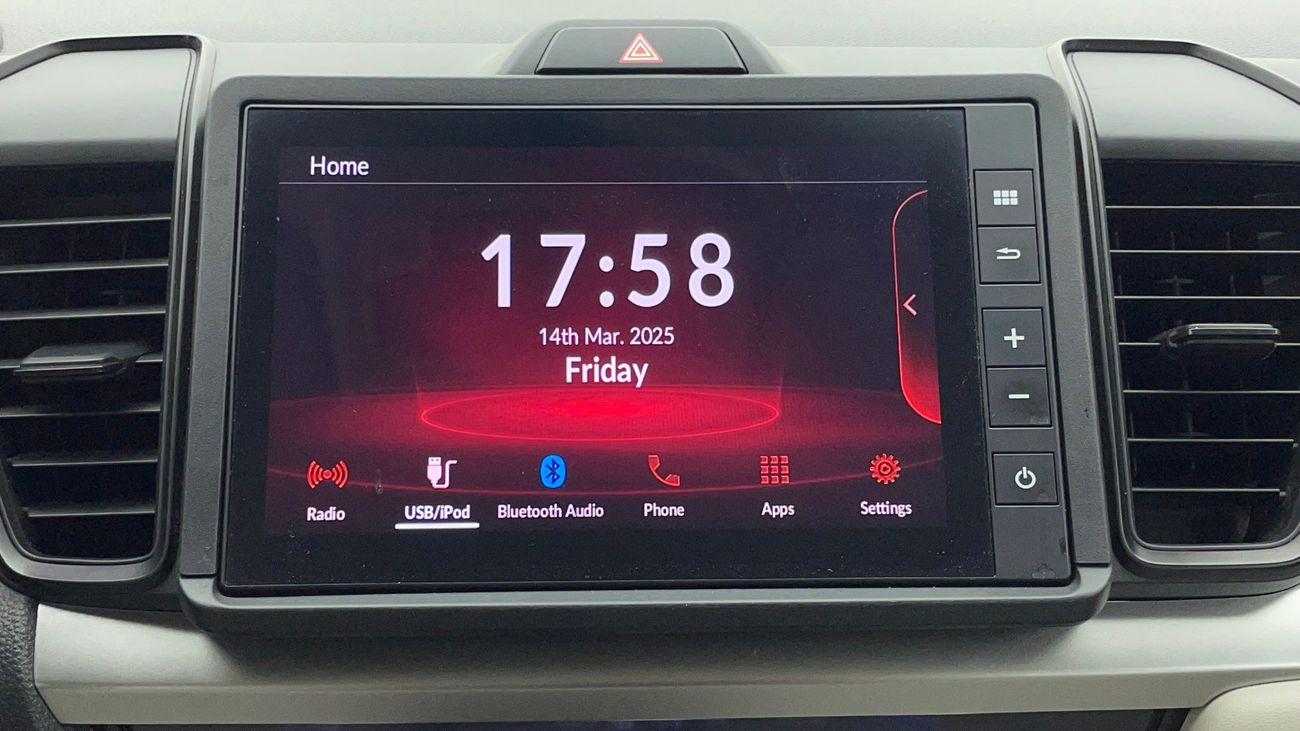 Home
17:58
14th Mar. 2025
Friday
Radio USB/iPod Bluetooth Audio Phone Apps Settings